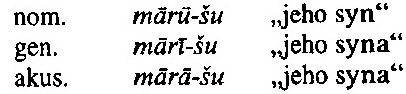 nom. mārū-šu „jeho syn“
gen. mārī-šu „jeho syna“
akus. mārā-šu „jeho syna“